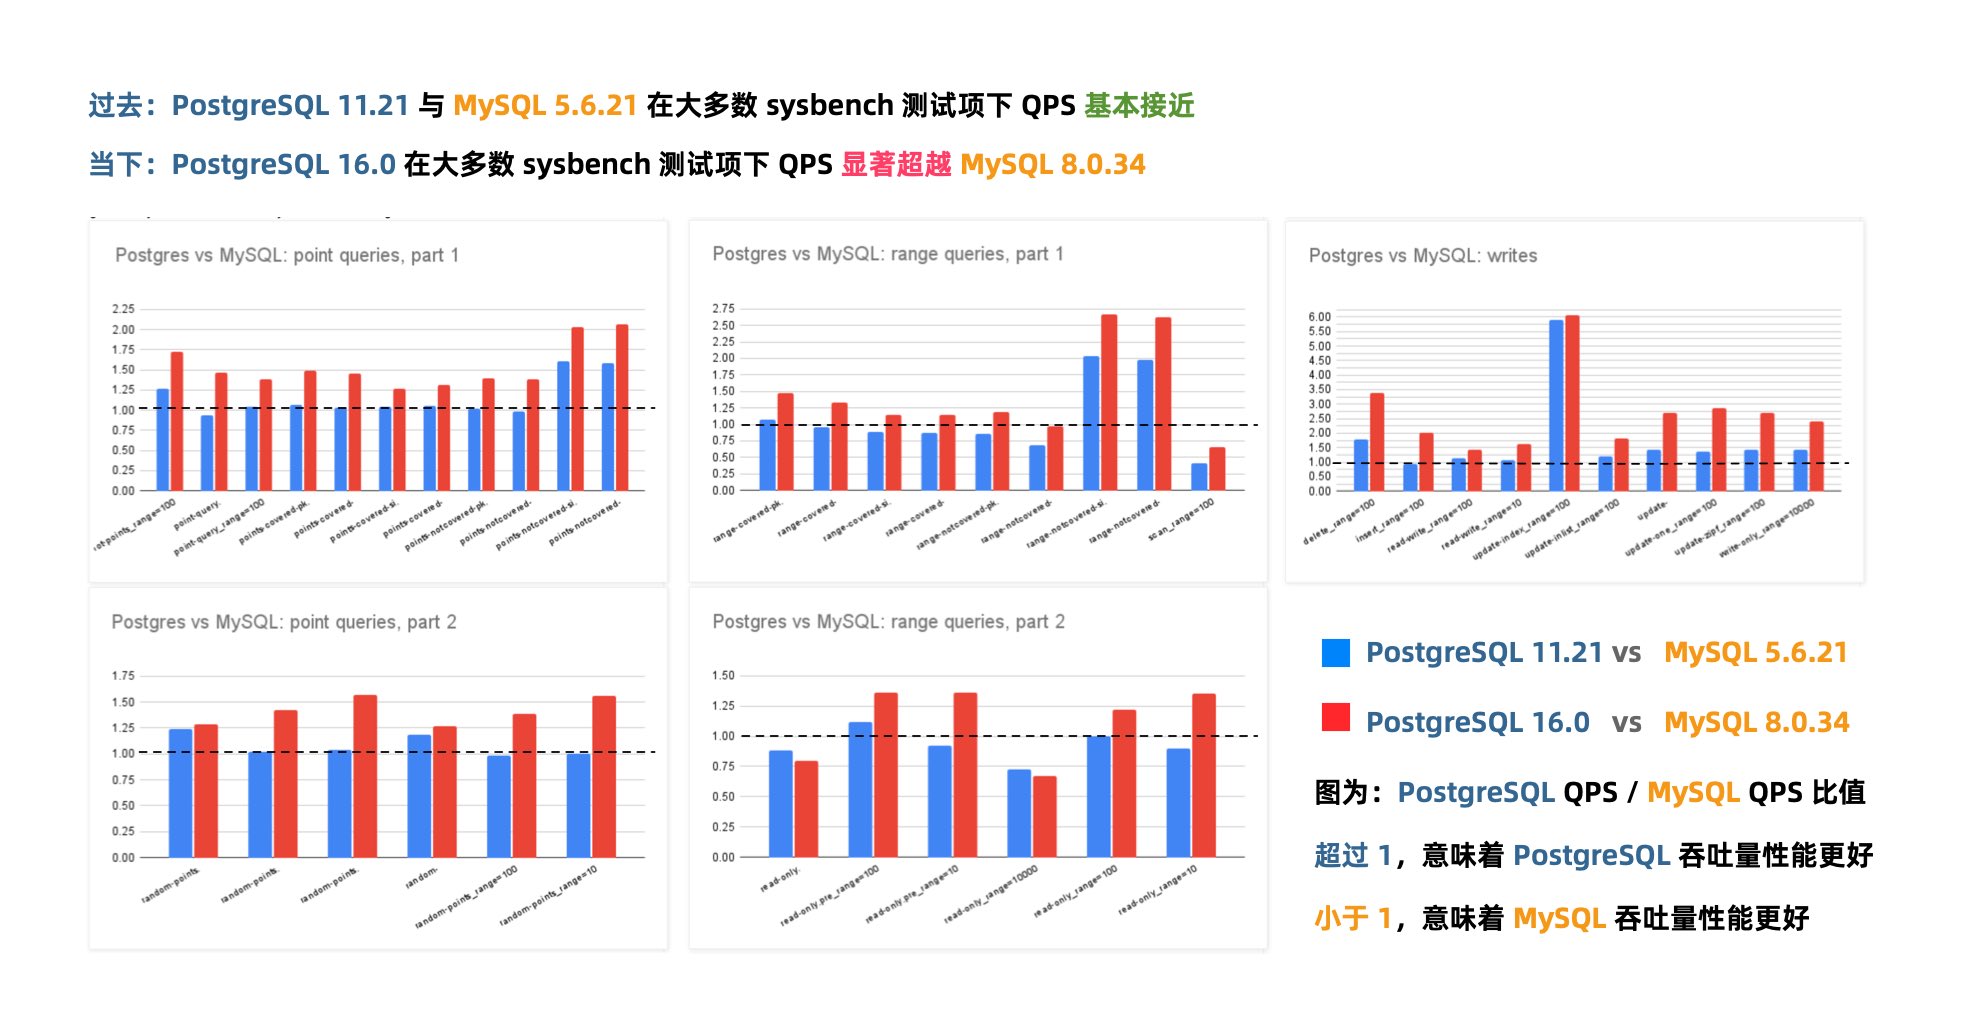 过去：PostgreSQL 11.21 与 MySQL 5.6.21 在大多数 sysbench 测试项下 QPS 基本接近
当下：PostgreSQL 16.0 在大多数 sysbench 测试项下 QPS 显著超越 MySQL 8.0.34
Postgres vs MySQL: point queries, part 1
2.25
2.00
1.75
1.50
1.25
1.00
0.75
0.50
0.25
0.00
ot-points_range=100
point-query.
point-query_range=100
points-covered-pk.
points-covered-
points-covered-si.
points-covered-
points-notcovered-pk.
points-notcovered.
points-notcovered-si.
points-notcovered-
Postgres vs MySQL: range queries, part 1
2.75
2.50
2.25
2.00
1.75
1.50
1.25
1.00
0.75
0.50
0.25
0.00
range-covered-pk.
range-covered-
range-covered-si.
range-covered-
range-notcovered-pk.
range-notcovered-
range-notcovered-si.
range-notcovered-
scan_range=100
Postgres vs MySQL: writes
6.00
5.50
5.00
4.50
4.00
3.50
3.00
2.50
2.00
1.50
1.00
0.50
0.00
delete_range=100
insert_range=100
read-write_range=100
read-write_range=10
update-index_range=100
update-inlist_range=100
update-
update-one_range=100
update-zipf_range=100
write-only_range=10000
Postgres vs MySQL: point queries, part 2
1.75
1.50
1.25
1.00
0.75
0.50
0.25
0.00
random-points.
random-points.
random-points.
random-
random-points_range=100
random-points_range=10
Postgres vs MySQL: range queries, part 2
1.50
1.25
1.00
0.75
0.50
0.25
0.00
read-only.
read-only.pre_range=100
read-only.pre_range=10
read-only_range=10000
read-only_range=100
read-only_range=10
PostgreSQL 11.21 vs MySQL 5.6.21
PostgreSQL 16.0 vs MySQL 8.0.34
图为：PostgreSQL QPS / MySQL QPS 比值
超过 1，意味着 PostgreSQL 吞吐量性能更好
小于 1，意味着 MySQL 吞吐量性能更好